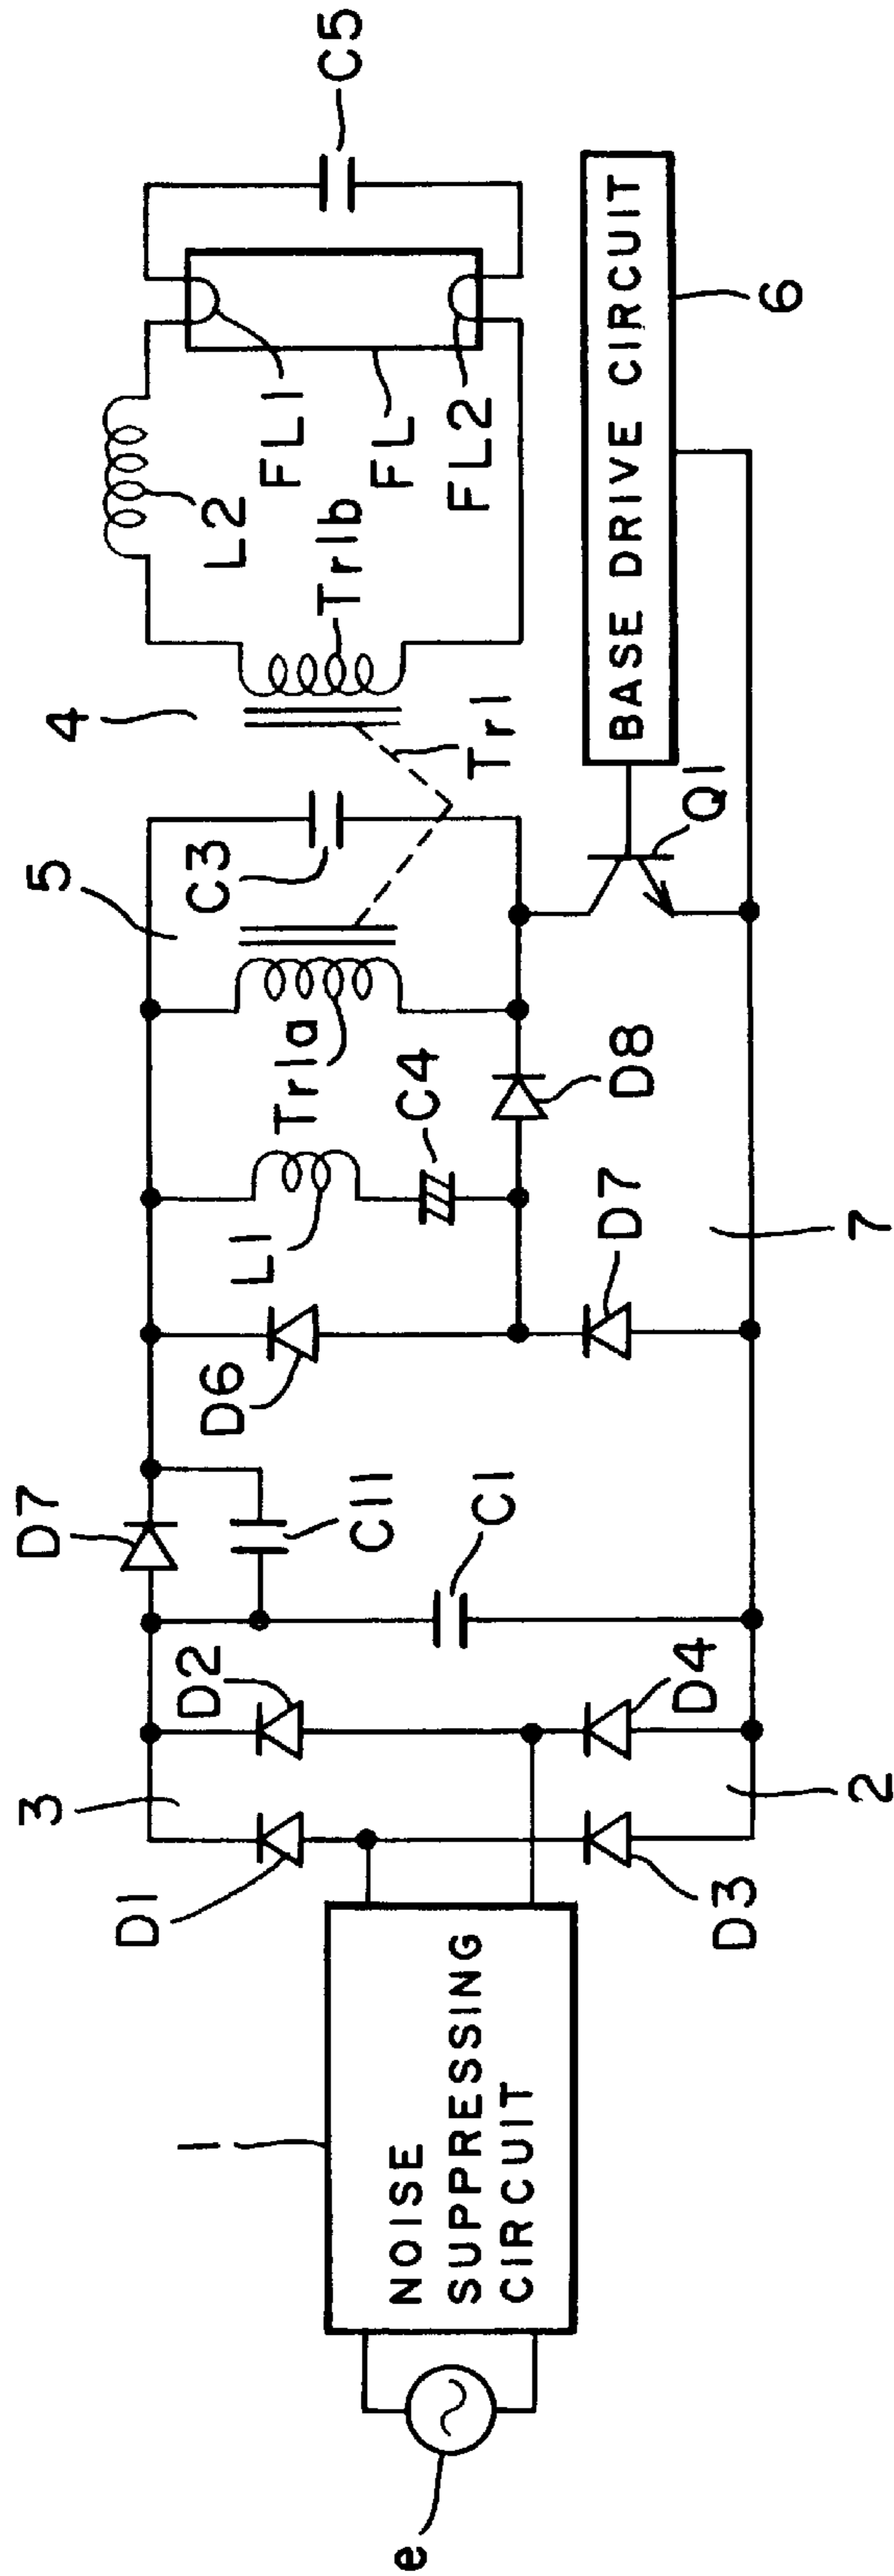 e
1
NOISE
SUPPRESSING
CIRCUIT
D1
3
D2
D3
D4
2
D7
C11
C1
D6
L1
Tr1a
C4
D7
D8
7
5
C3
Tr1
Q1
4
Tr1b
L2
FL1
FL
FL2
C5
BASE DRIVE CIRCUIT
6